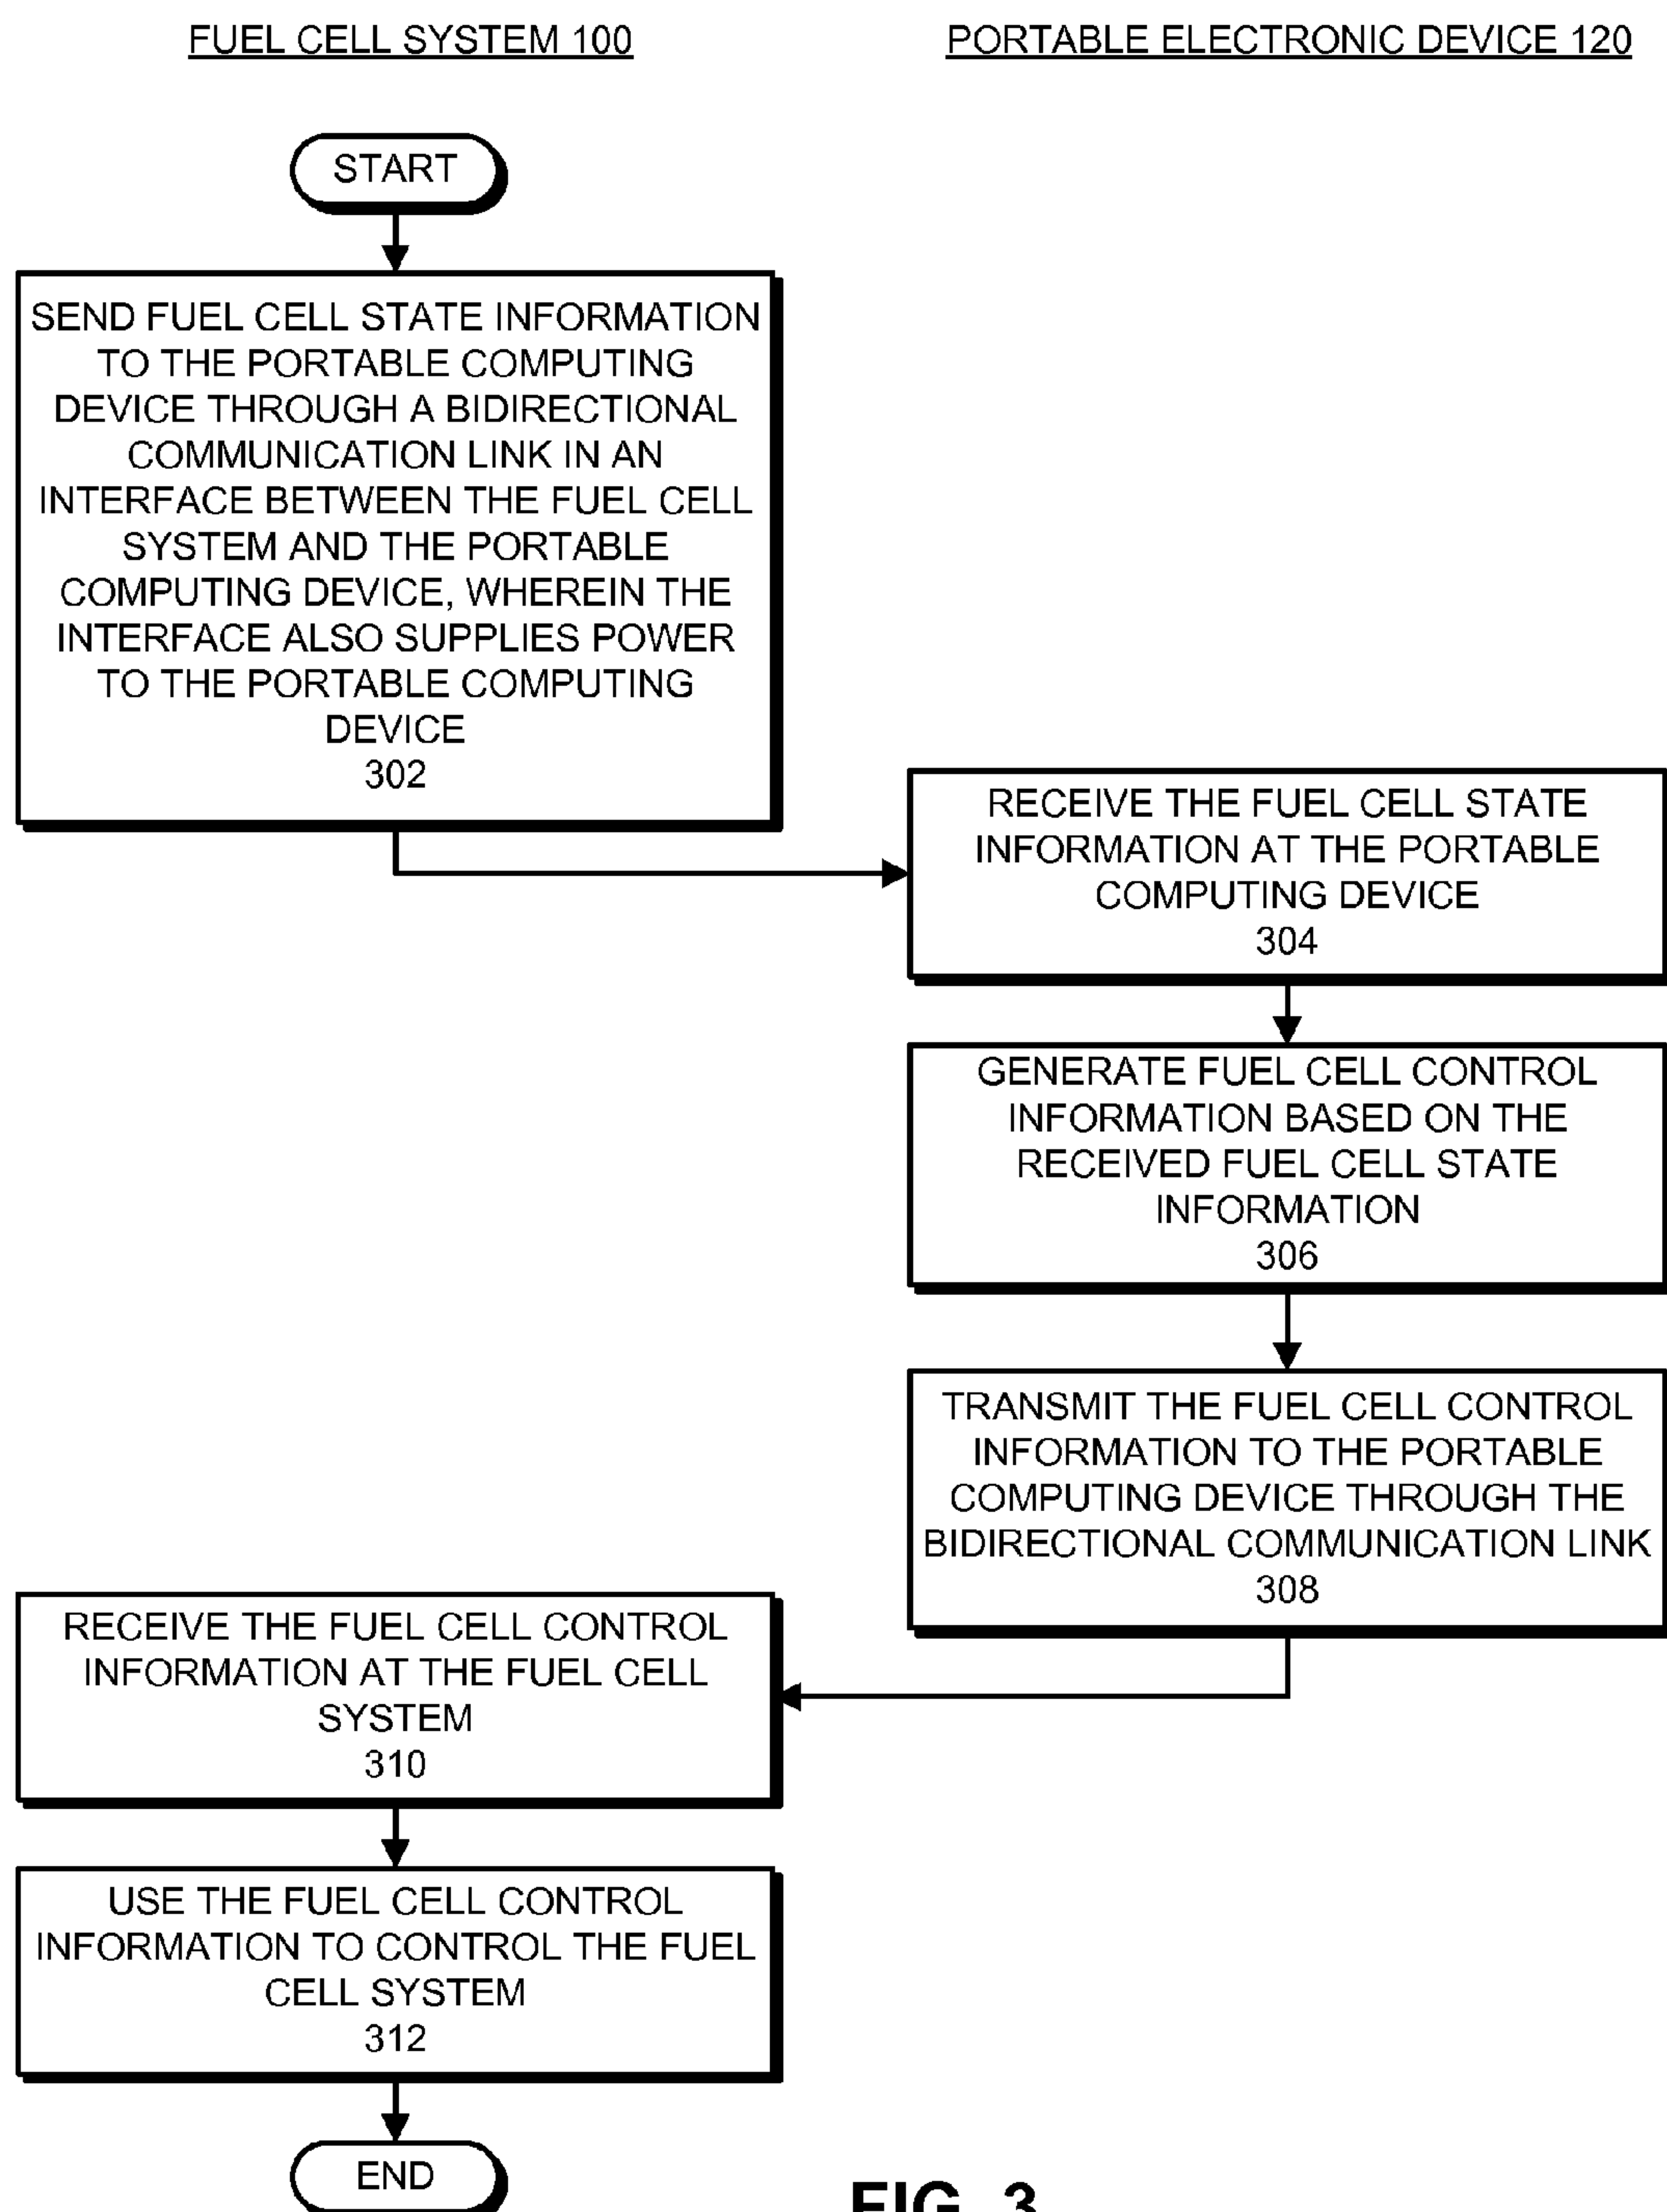 FUEL CELL SYSTEM 100
PORTABLE ELECTRONIC DEVICE 120
START
SEND FUEL CELL STATE INFORMATION
TO THE PORTABLE COMPUTING
DEVICE THROUGH A BIDIRECTIONAL
COMMUNICATION LINK IN AN
INTERFACE BETWEEN THE FUEL CELL
SYSTEM AND THE PORTABLE
COMPUTING DEVICE, WHEREIN THE
INTERFACE ALSO SUPPLIES POWER
TO THE PORTABLE COMPUTING
DEVICE
302
RECEIVE THE FUEL CELL STATE
INFORMATION AT THE PORTABLE
COMPUTING DEVICE
304
GENERATE FUEL CELL CONTROL
INFORMATION BASED ON THE
RECEIVED FUEL CELL STATE
INFORMATION
306
TRANSMIT THE FUEL CELL CONTROL
INFORMATION TO THE PORTABLE
COMPUTING DEVICE THROUGH THE
BIDIRECTIONAL COMMUNICATION LINK
308
RECEIVE THE FUEL CELL CONTROL
INFORMATION AT THE FUEL CELL
SYSTEM
310
USE THE FUEL CELL CONTROL
INFORMATION TO CONTROL THE FUEL
CELL SYSTEM
312
END
FIG. 3